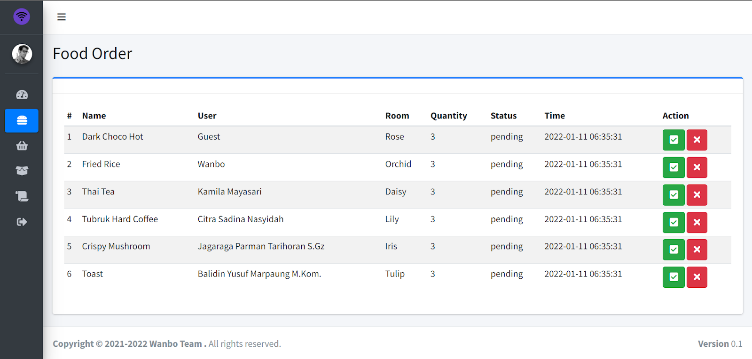 Food Order
# Name User Room Quantity Status Time Action
1 Dark Choco Hot Guest Rose 3 pending 2022-01-11 06:35:31
2 Fried Rice Wanbo Orchid 3 pending 2022-01-11 06:35:31
3 Thai Tea Kamila Mayasari Daisy 3 pending 2022-01-11 06:35:31
4 Tubruk Hard Coffee Citra Sadina Nasyidah Lily 3 pending 2022-01-11 06:35:31
5 Crispy Mushroom Jagaraga Parman Tarihoran S.Gz Iris 3 pending 2022-01-11 06:35:31
6 Toast Balidin Yusuf Marpaung M.Kom. Tulip 3 pending 2022-01-11 06:35:31
Copyright © 2021-2022 Wanbo Team . All rights reserved. Version 0.1